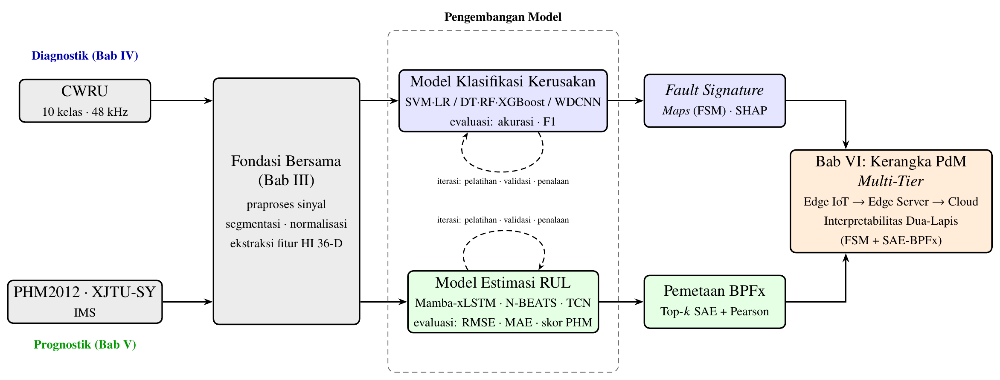 Pengembangan Model
Diagnostik (Bab IV)
CWRU
10 kelas · 48 kHz
PHM2012 · XJTU-SY
IMS
Prognostik (Bab V)
Fondasi Bersama
(Bab III)
praproses sinyal
segmentasi · normalisasi
ekstraksi fitur HI 36-D
Model Klasifikasi Kerusakan
SVM·LR / DT·RF·XGBoost / WDCNN
evaluasi: akurasi · F1
iterasi: pelatihan · validasi · penalaan
iterasi: pelatihan · validasi · penalaan
Model Estimasi RUL
Mamba-xLSTM · N-BEATS · TCN
evaluasi: RMSE · MAE · skor PHM
Fault Signature
Maps (FSM) · SHAP
Pemetaan BPFx
Top-k SAE + Pearson
Bab VI: Kerangka PdM
Multi-Tier
Edge IoT → Edge Server → Cloud
Interpretabilitas Dua-Lapis
(FSM + SAE-BPFx)